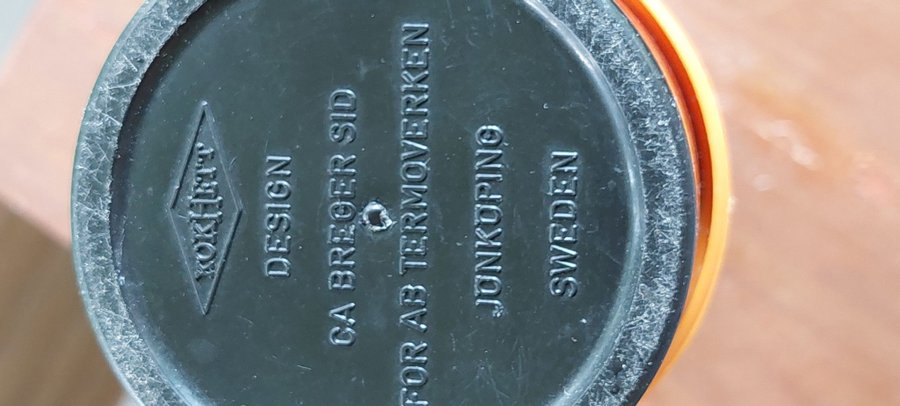 KOKHETT
DESIGN
CA BREGER SID
FOR AB TERMOVERKEN
JONKOPING
SWEDEN